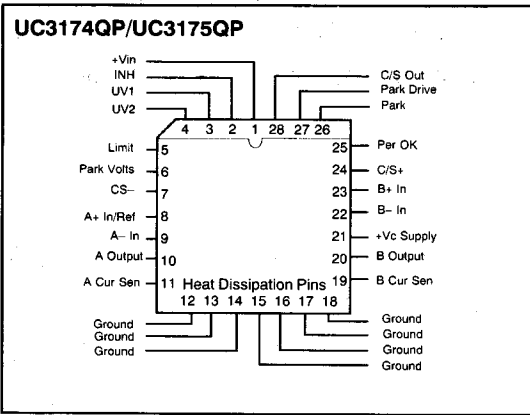 UC3174QP/UC3175QP
+Vin
INH
UV1
UV2
C/S Out
Park Drive
Park
4 3 2 1 28 27 26
Limit 5
Park Volts 6
CS– 7
A+ In/Ref 8
A– In 9
A Output 10
A Cur Sen 11
25 Per OK
24 C/S+
23 B+ In
22 B– In
21 +Vc Supply
20 B Output
19 B Cur Sen
Heat Dissipation Pins
12 13 14 15 16 17 18
Ground
Ground
Ground
Ground
Ground
Ground
Ground